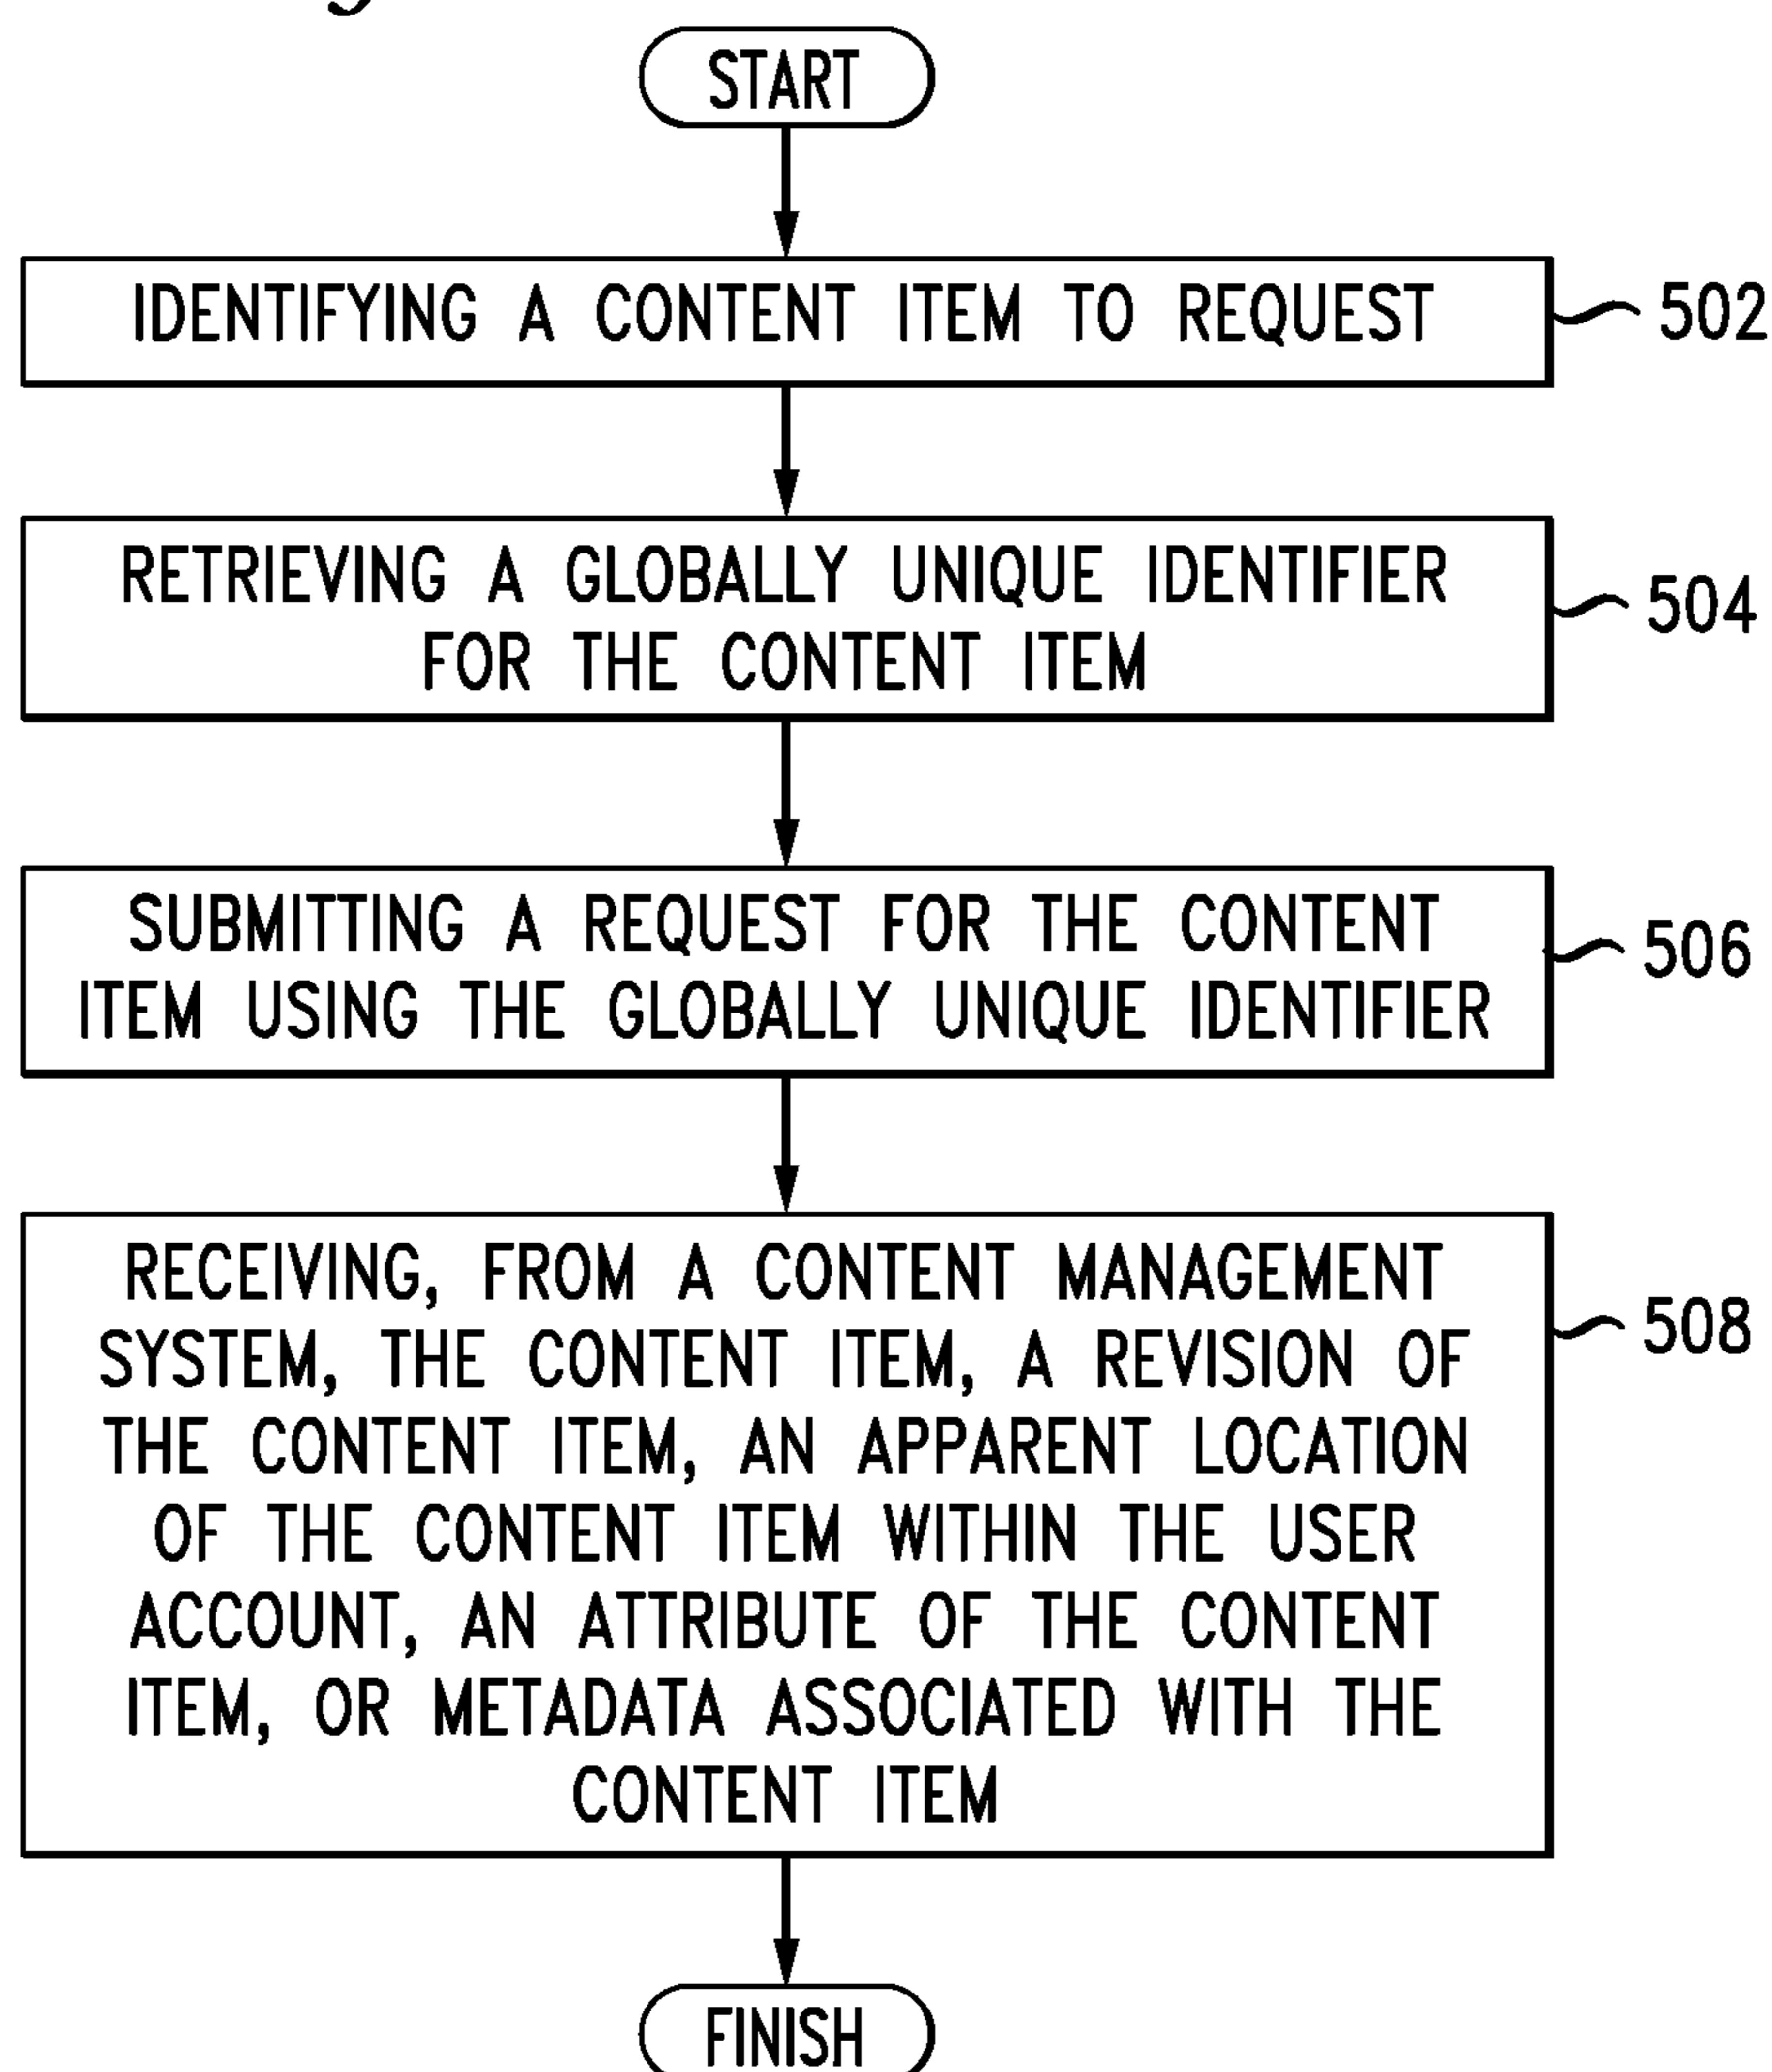 START
IDENTIFYING A CONTENT ITEM TO REQUEST
502
RETRIEVING A GLOBALLY UNIQUE IDENTIFIER
FOR THE CONTENT ITEM
504
SUBMITTING A REQUEST FOR THE CONTENT
ITEM USING THE GLOBALLY UNIQUE IDENTIFIER
506
RECEIVING, FROM A CONTENT MANAGEMENT
SYSTEM, THE CONTENT ITEM, A REVISION OF
THE CONTENT ITEM, AN APPARENT LOCATION
OF THE CONTENT ITEM WITHIN THE USER
ACCOUNT, AN ATTRIBUTE OF THE CONTENT
ITEM, OR METADATA ASSOCIATED WITH THE
CONTENT ITEM
508
FINISH